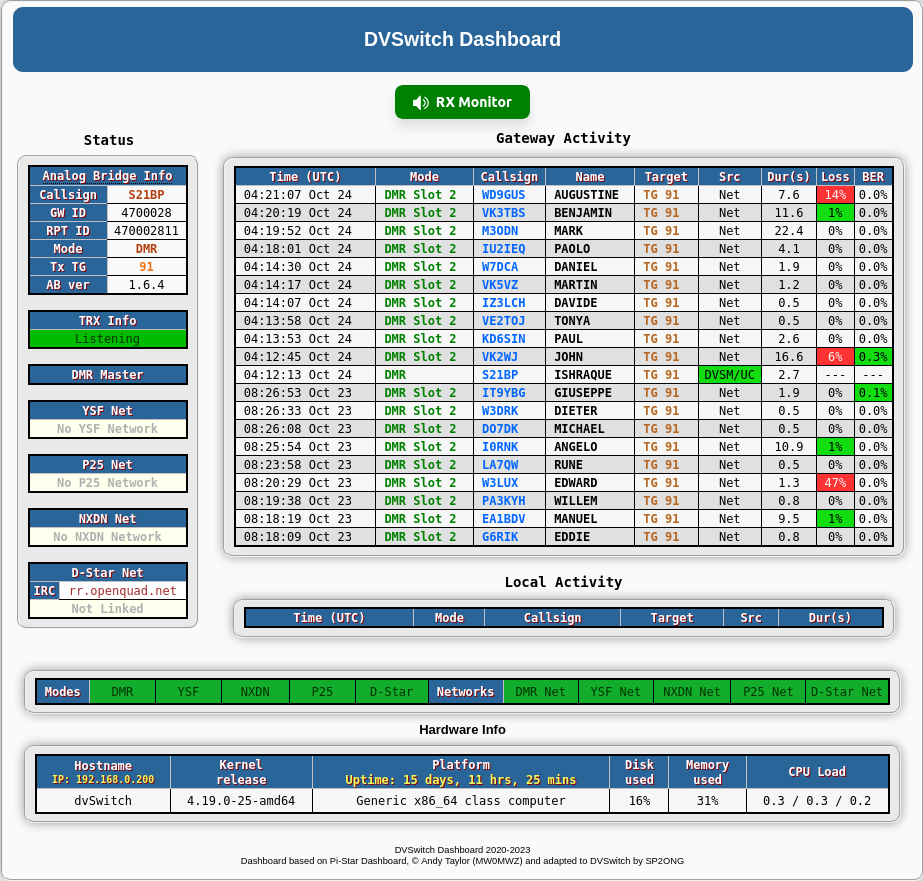 DVSwitch Dashboard
RX Monitor
Status
Analog Bridge Info
Callsign S21BP
GW ID 4700028
RPT ID 470002811
Mode DMR
Tx TG 91
AB ver 1.6.4
TRX Info
Listening
DMR Master
YSF Net
No YSF Network
P25 Net
No P25 Network
NXDN Net
No NXDN Network
D-Star Net
IRC rr.openquad.net
Not Linked
Gateway Activity
Time (UTC) Mode Callsign Name Target Src Dur(s) Loss BER
04:21:07 Oct 24 DMR Slot 2 WD9GUS AUGUSTINE TG 91 Net 7.6 14% 0.0%
04:20:19 Oct 24 DMR Slot 2 VK3TBS BENJAMIN TG 91 Net 11.6 1% 0.0%
04:19:52 Oct 24 DMR Slot 2 M3ODN MARK TG 91 Net 22.4 0% 0.0%
04:18:01 Oct 24 DMR Slot 2 IU2IEQ PAOLO TG 91 Net 4.1 0% 0.0%
04:14:30 Oct 24 DMR Slot 2 W7DCA DANIEL TG 91 Net 1.9 0% 0.0%
04:14:17 Oct 24 DMR Slot 2 VK5VZ MARTIN TG 91 Net 1.2 0% 0.0%
04:14:07 Oct 24 DMR Slot 2 IZ3LCH DAVIDE TG 91 Net 0.5 0% 0.0%
04:13:58 Oct 24 DMR Slot 2 VE2TOJ TONYA TG 91 Net 0.5 0% 0.0%
04:13:53 Oct 24 DMR Slot 2 KD6SIN PAUL TG 91 Net 2.6 0% 0.0%
04:12:45 Oct 24 DMR Slot 2 VK2WJ JOHN TG 91 Net 16.6 6% 0.3%
04:12:13 Oct 24 DMR S21BP ISHRAQUE TG 91 DVSM/UC 2.7 --- ---
08:26:53 Oct 23 DMR Slot 2 IT9YBG GIUSEPPE TG 91 Net 1.9 0% 0.1%
08:26:33 Oct 23 DMR Slot 2 W3DRK DIETER TG 91 Net 0.5 0% 0.0%
08:26:08 Oct 23 DMR Slot 2 DO7DK MICHAEL TG 91 Net 0.5 0% 0.0%
08:25:54 Oct 23 DMR Slot 2 I0RNK ANGELO TG 91 Net 10.9 1% 0.0%
08:23:58 Oct 23 DMR Slot 2 LA7QW RUNE TG 91 Net 0.5 0% 0.0%
08:20:29 Oct 23 DMR Slot 2 W3LUX EDWARD TG 91 Net 1.3 47% 0.0%
08:19:38 Oct 23 DMR Slot 2 PA3KYH WILLEM TG 91 Net 0.8 0% 0.0%
08:18:19 Oct 23 DMR Slot 2 EA1BDV MANUEL TG 91 Net 9.5 1% 0.0%
08:18:09 Oct 23 DMR Slot 2 G6RIK EDDIE TG 91 Net 0.8 0% 0.0%
Local Activity
Time (UTC) Mode Callsign Target Src Dur(s)
Modes DMR YSF NXDN P25 D-Star Networks DMR Net YSF Net NXDN Net P25 Net D-Star Net
Hardware Info
Hostname Kernel Platform Disk Memory CPU Load
IP: 192.168.0.200 release Uptime: 15 days, 11 hrs, 25 mins used used
dvSwitch 4.19.0-25-amd64 Generic x86_64 class computer 16% 31% 0.3 / 0.3 / 0.2
DVSwitch Dashboard 2020-2023
Dashboard based on Pi-Star Dashboard, © Andy Taylor (MW0MWZ) and adapted to DVSwitch by SP2ONG